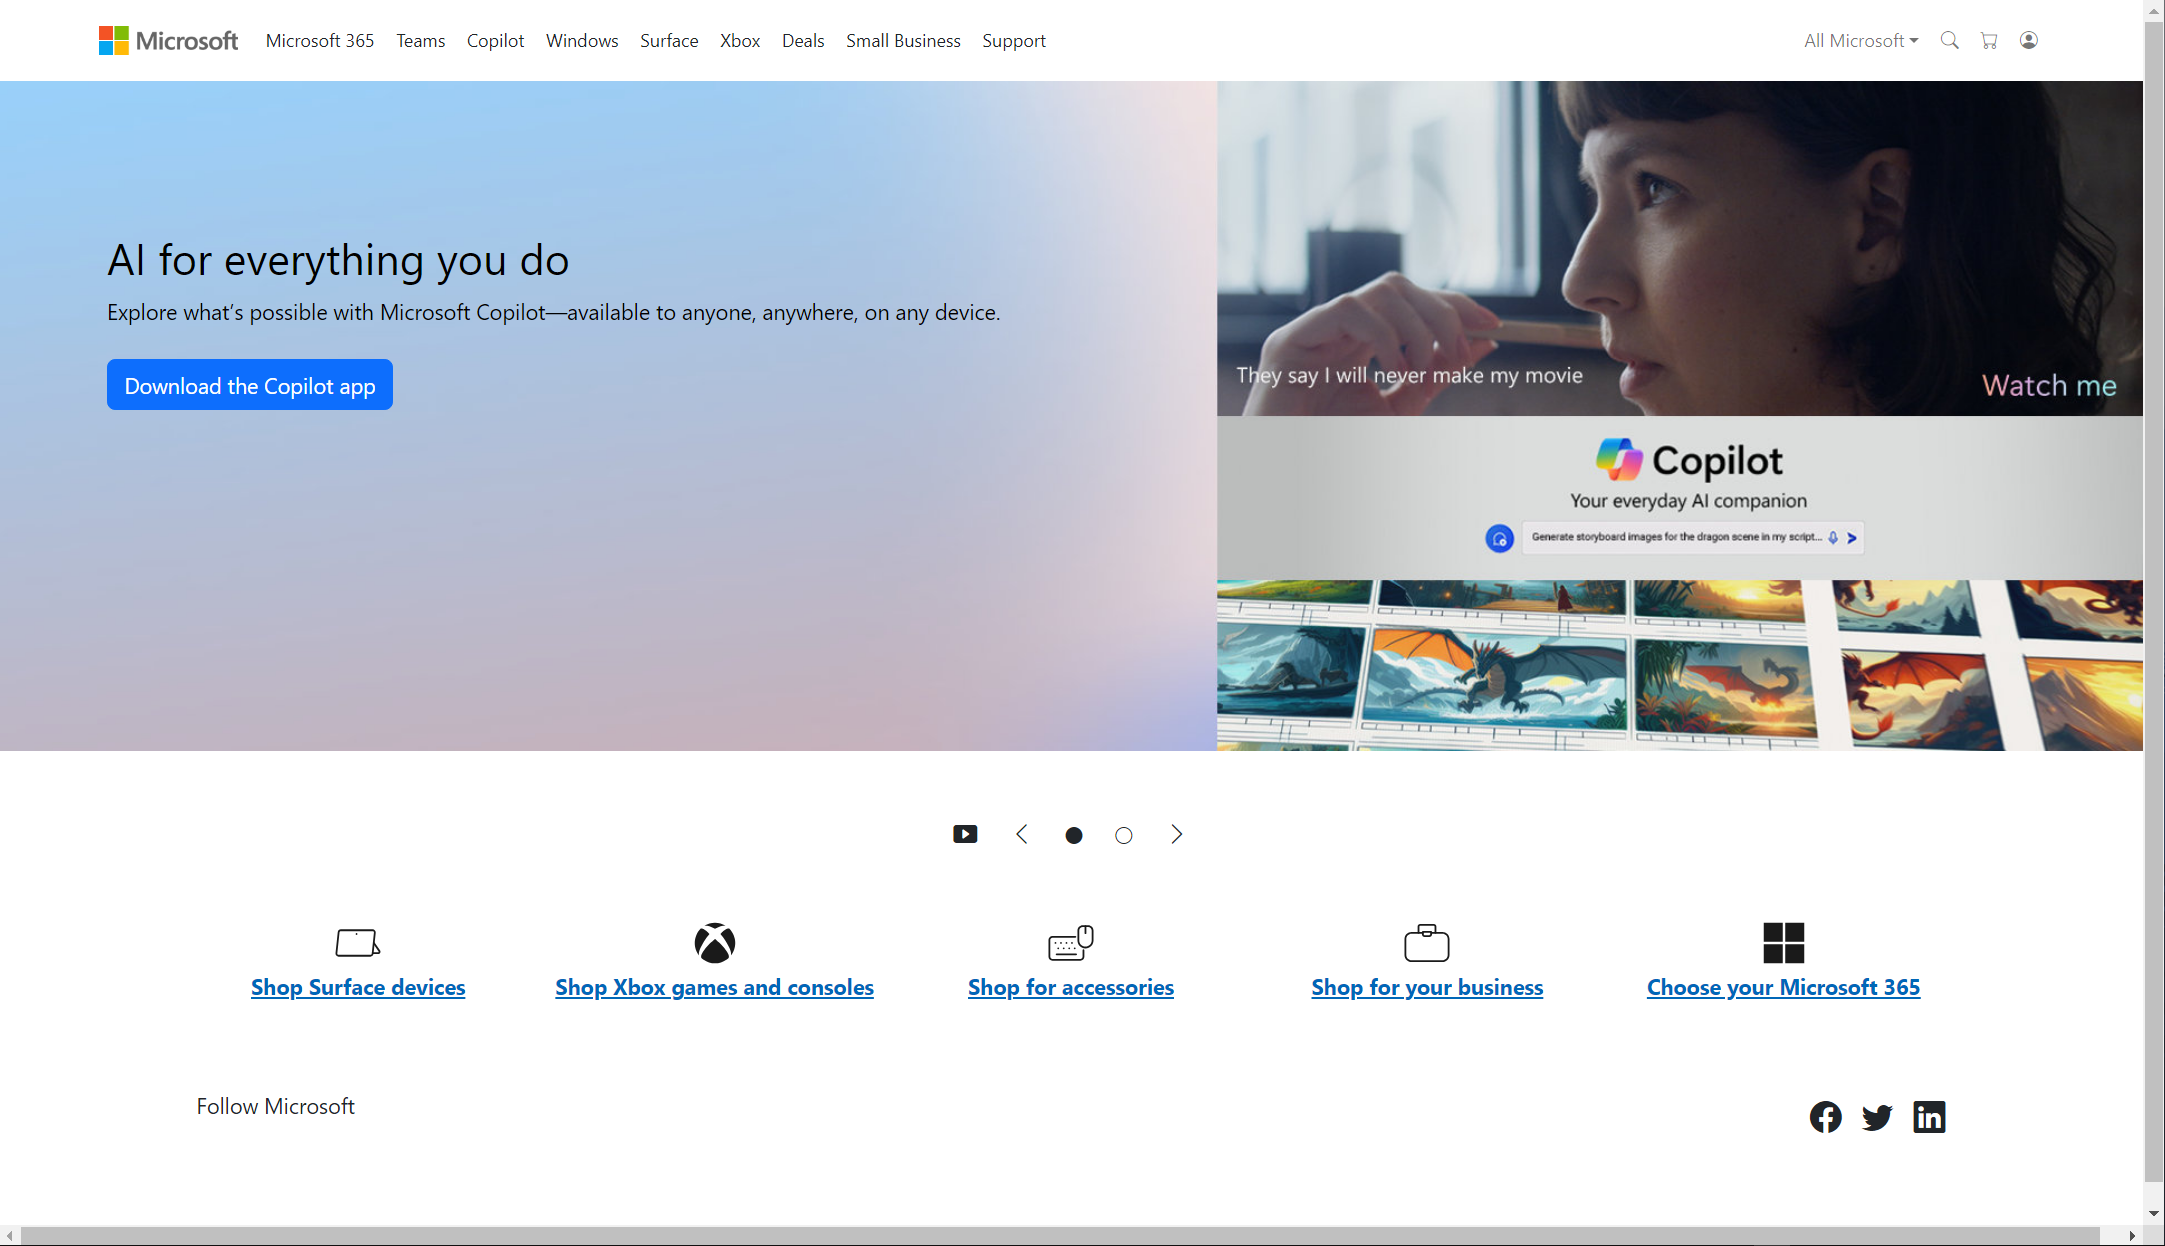 Microsoft
Microsoft 365
Teams
Copilot
Windows
Surface
Xbox
Deals
Small Business
Support
All Microsoft
AI for everything you do
Explore what's possible with Microsoft Copilot—available to anyone, anywhere, on any device.
Download the Copilot app
They say I will never make my movie
Watch me
Copilot
Your everyday AI companion
Generate storyboard images for the dragon scene in my script...
Shop Surface devices
Shop Xbox games and consoles
Shop for accessories
Shop for your business
Choose your Microsoft 365
Follow Microsoft